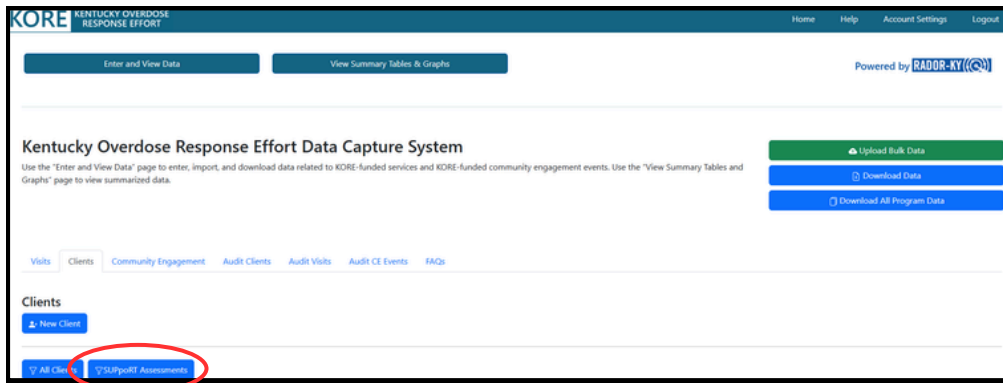 KORE KENTUCKY OVERDOSE
RESPONSE EFFORT
Home Help Account Settings Logout
Enter and View Data View Summary Tables & Graphs
Powered by RADOR-KY
Kentucky Overdose Response Effort Data Capture System
Use the "Enter and View Data" page to enter, import, and download data related to KORE-funded services and KORE-funded community engagement events. Use the "View Summary Tables and
Graphs" page to view summarized data.
Upload Bulk Data
Download Data
Download All Program Data
Visits Clients Community Engagement Audit Clients Audit Visits Audit CE Events FAQs
Clients
New Client
All Clients SUPpoRT Assessments